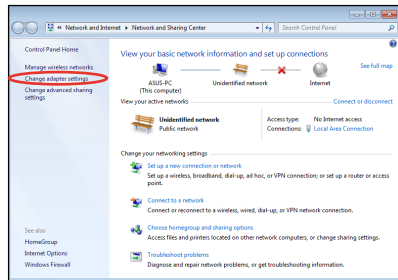 « Network and Internet ▸ Network and Sharing Center
Search Control Panel
Control Panel Home
Manage wireless networks
Change adapter settings
Change advanced sharing
settings
View your basic network information and set up connections
See full map
ASUS-PC
(This computer)
Unidentified network
Internet
View your active networks
Connect or disconnect
Unidentified network
Public network
Access type: No Internet access
Connections: Local Area Connection
Change your networking settings
Set up a new connection or network
Set up a wireless, broadband, dial-up, ad hoc, or VPN connection; or set up a router or access
point.
Connect to a network
Connect or reconnect to a wireless, wired, dial-up, or VPN network connection.
Choose homegroup and sharing options
Access files and printers located on other network computers, or change sharing settings.
Troubleshoot problems
Diagnose and repair network problems, or get troubleshooting information.
See also
HomeGroup
Internet Options
Windows Firewall